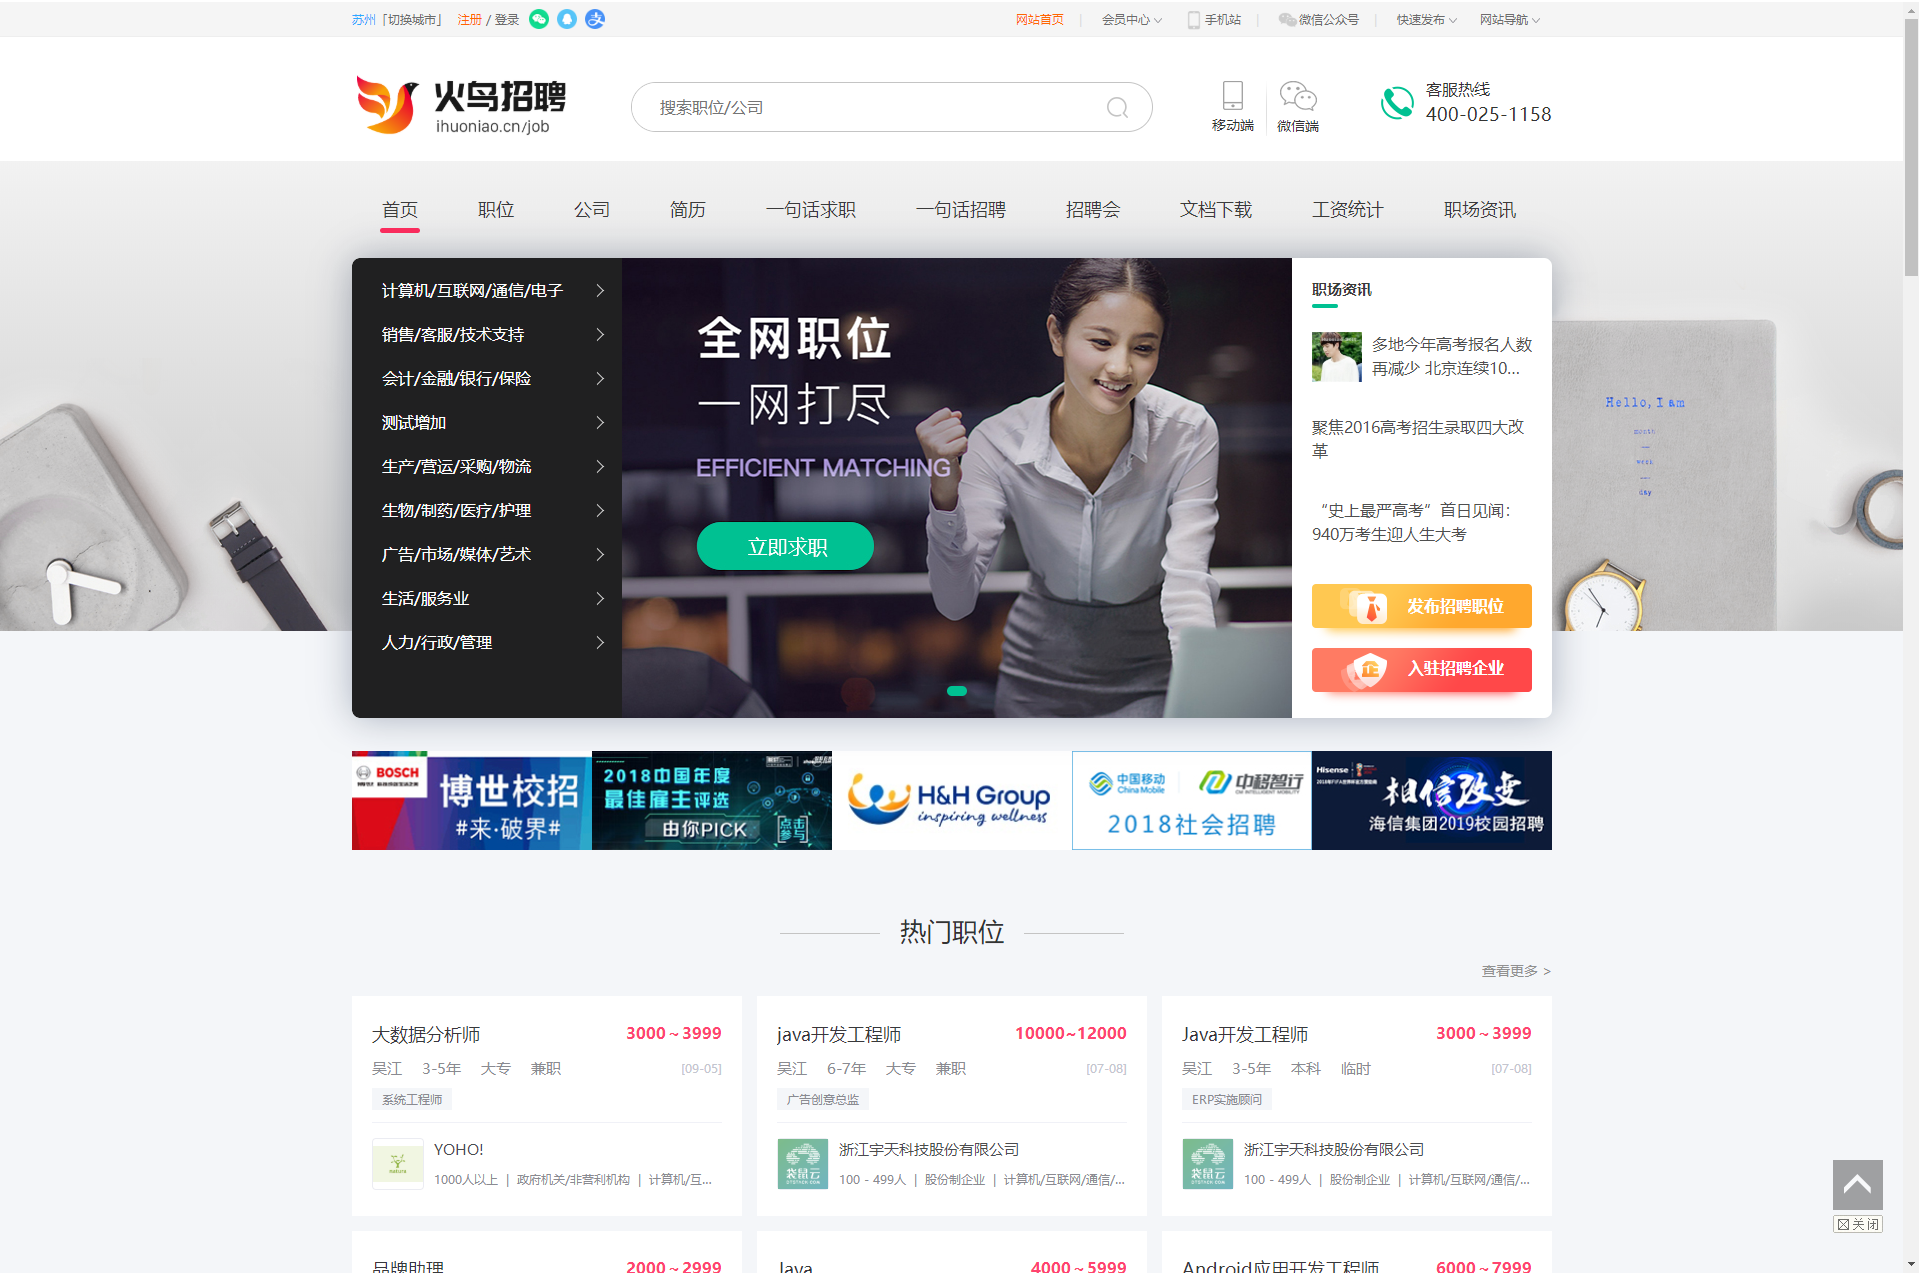 苏州「切换城市」 注册 / 登录
网站首页 会员中心 手机站 微信公众号 快速发布 网站导航
火鸟招聘
ihuoniao.cn/job
搜索职位/公司
移动端
微信端
客服热线
400-025-1158
首页 职位 公司 简历 一句话求职 一句话招聘 招聘会 文档下载 工资统计 职场资讯
计算机/互联网/通信/电子
销售/客服/技术支持
会计/金融/银行/保险
测试增加
生产/营运/采购/物流
生物/制药/医疗/护理
广告/市场/媒体/艺术
生活/服务业
人力/行政/管理
全网职位
一网打尽
EFFICIENT MATCHING
立即求职
职场资讯
多地今年高考报名人数
再减少 北京连续10...
聚焦2016高考招生录取四大改
革
“史上最严高考”首日见闻：
940万考生迎人生大考
发布招聘职位
企
入驻招聘企业
Hello,I am
month
week
day
BOSCH
博世校招
#来·破界#
2018中国年度
最佳雇主评选
由你PICK
点击
参与
H&H Group
inspiring wellness
中国移动
China Mobile
中移智行
2018社会招聘
Hisense
相信改变
海信集团2019校园招聘
热门职位
查看更多 >
大数据分析师 3000~3999
吴江 3-5年 大专 兼职 [09-05]
系统工程师
YOHO!
1000人以上 | 政府机关/非营利机构 | 计算机/互...
java开发工程师 10000~12000
吴江 6-7年 大专 兼职 [07-08]
广告创意总监
袋鼠云
浙江宇天科技股份有限公司
100 - 499人 | 股份制企业 | 计算机/互联网/通信/...
Java开发工程师 3000~3999
吴江 3-5年 本科 临时 [07-08]
ERP实施顾问
袋鼠云
浙江宇天科技股份有限公司
100 - 499人 | 股份制企业 | 计算机/互联网/通信/...
品牌助理 2000~2999
Java 4000~5999
Android应用开发工程师 6000~7999
关闭